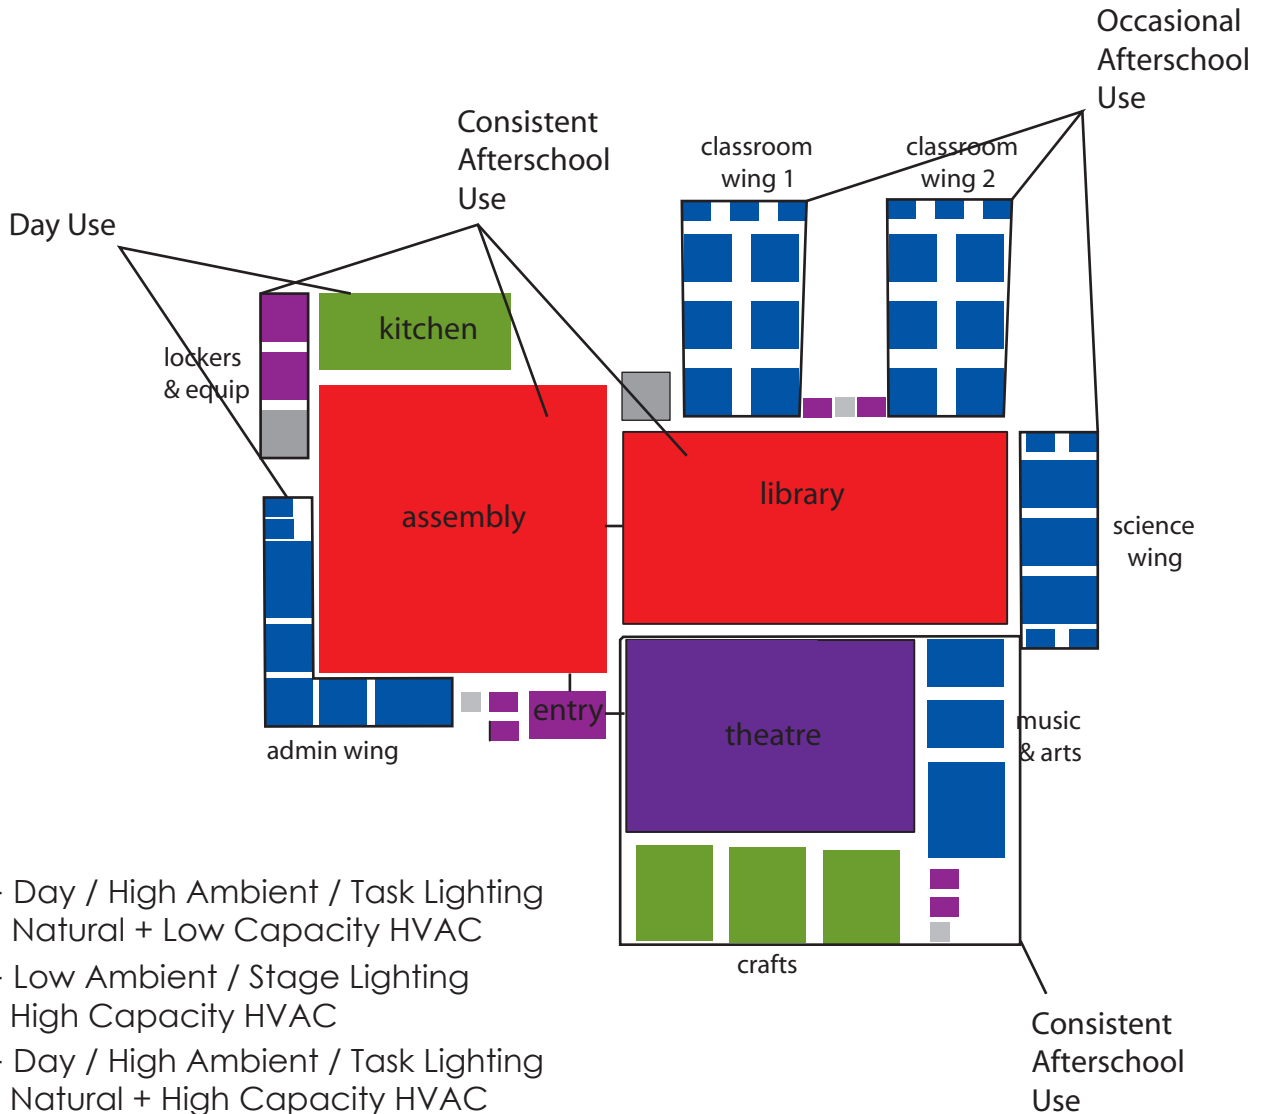 Occasional
Afterschool
Use
Consistent
Afterschool
Use
classroom
wing 1
classroom
wing 2
Day Use
kitchen
lockers
& equip
library
assembly
science
wing
entry
theatre
music
& arts
admin wing
- Day / High Ambient / Task Lighting
Natural + Low Capacity HVAC
crafts
- Low Ambient / Stage Lighting
High Capacity HVAC
Consistent
Afterschool
Use
- Day / High Ambient / Task Lighting
Natural + High Capacity HVAC